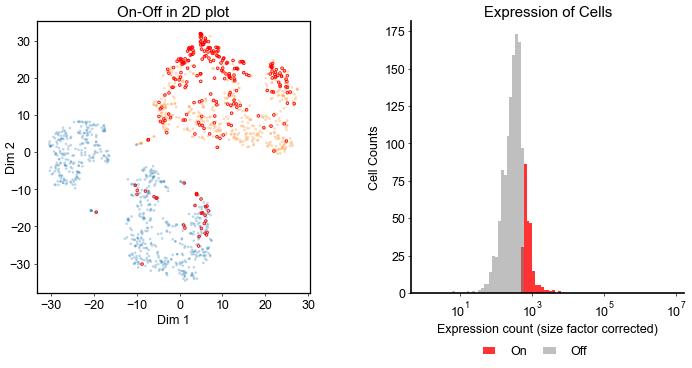 On-Off in 2D plot
Dim 2
30
20
10
0
−10
−20
−30
−30 −20 −10 0 10 20 30
Dim 1
Expression of Cells
Cell Counts
175
150
125
100
75
50
25
0
10^1 10^3 10^5 10^7
Expression count (size factor corrected)
On Off